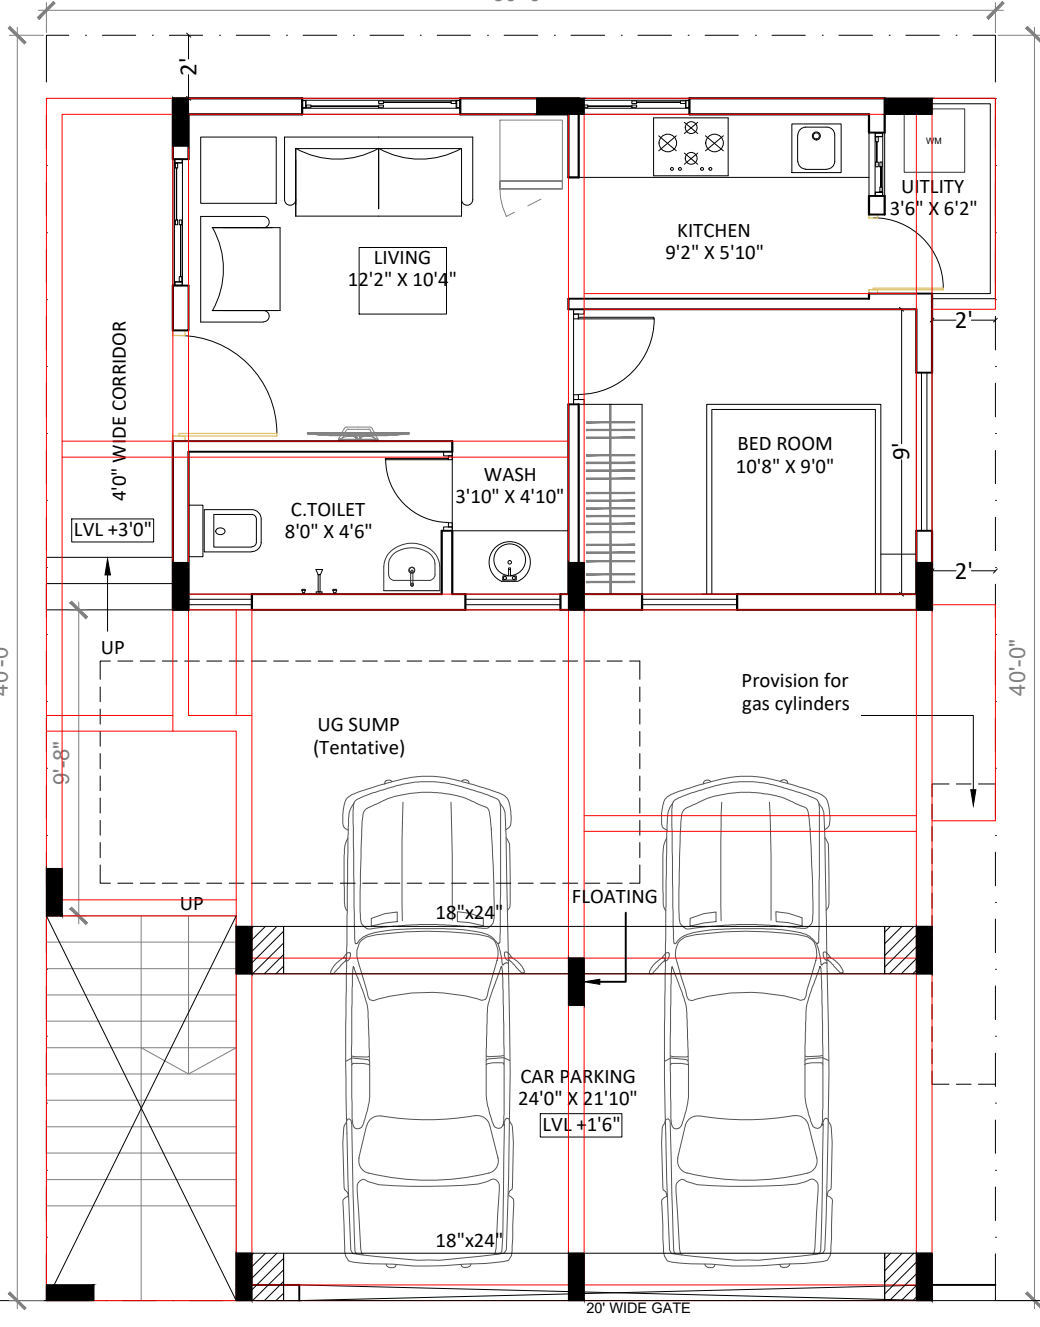 2'
WM
UITLITY
3'6" X 6'2"
KITCHEN
9'2" X 5'10"
LIVING
12'2" X 10'4"
2'
4'0" WIDE CORRIDOR
BED ROOM
10'8" X 9'0"
9'
WASH
3'10" X 4'10"
C.TOILET
8'0" X 4'6"
LVL +3'0"
2'
UP
40'-0"
Provision for
gas cylinders
UG SUMP
(Tentative)
9'-8"
UP
18"x24"
FLOATING
CAR PARKING
24'0" X 21'10"
LVL +1'6"
18"x24"
20' WIDE GATE